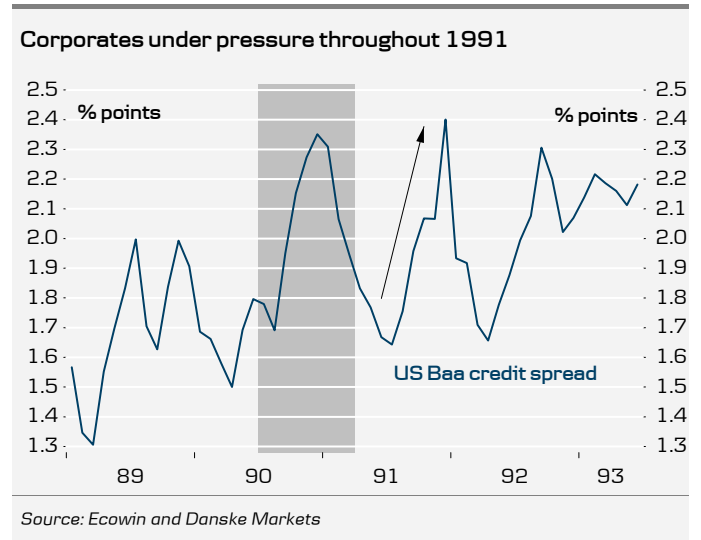 Corporates under pressure throughout 1991
2.5 2.5
2.4 % points % points 2.4
2.3 2.3
2.2 2.2
2.1 2.1
2.0 2.0
1.9 1.9
1.8 1.8
1.7 1.7
1.6 1.6
US Baa credit spread
1.5 1.5
1.4 1.4
1.3 1.3
89 90 91 92 93
Source: Ecowin and Danske Markets